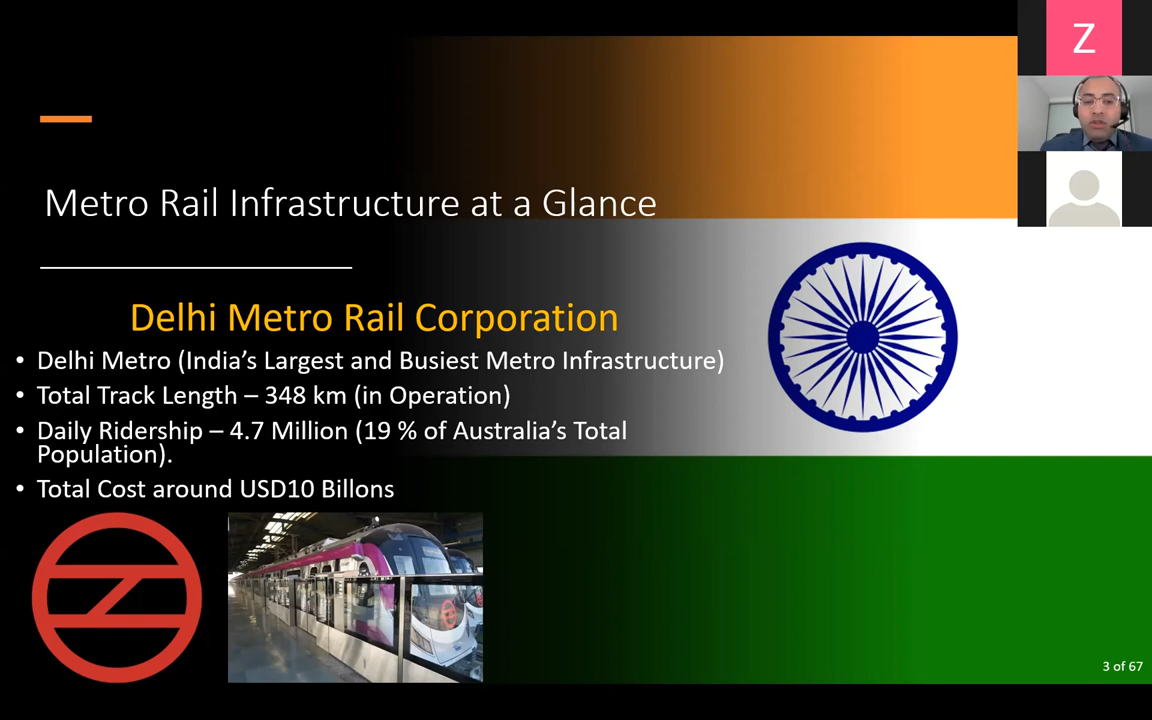 Z
Metro Rail Infrastructure at a Glance
Delhi Metro Rail Corporation
• Delhi Metro (India’s Largest and Busiest Metro Infrastructure)
• Total Track Length – 348 km (in Operation)
• Daily Ridership – 4.7 Million (19 % of Australia’s Total
Population).
• Total Cost around USD10 Billons
3 of 67